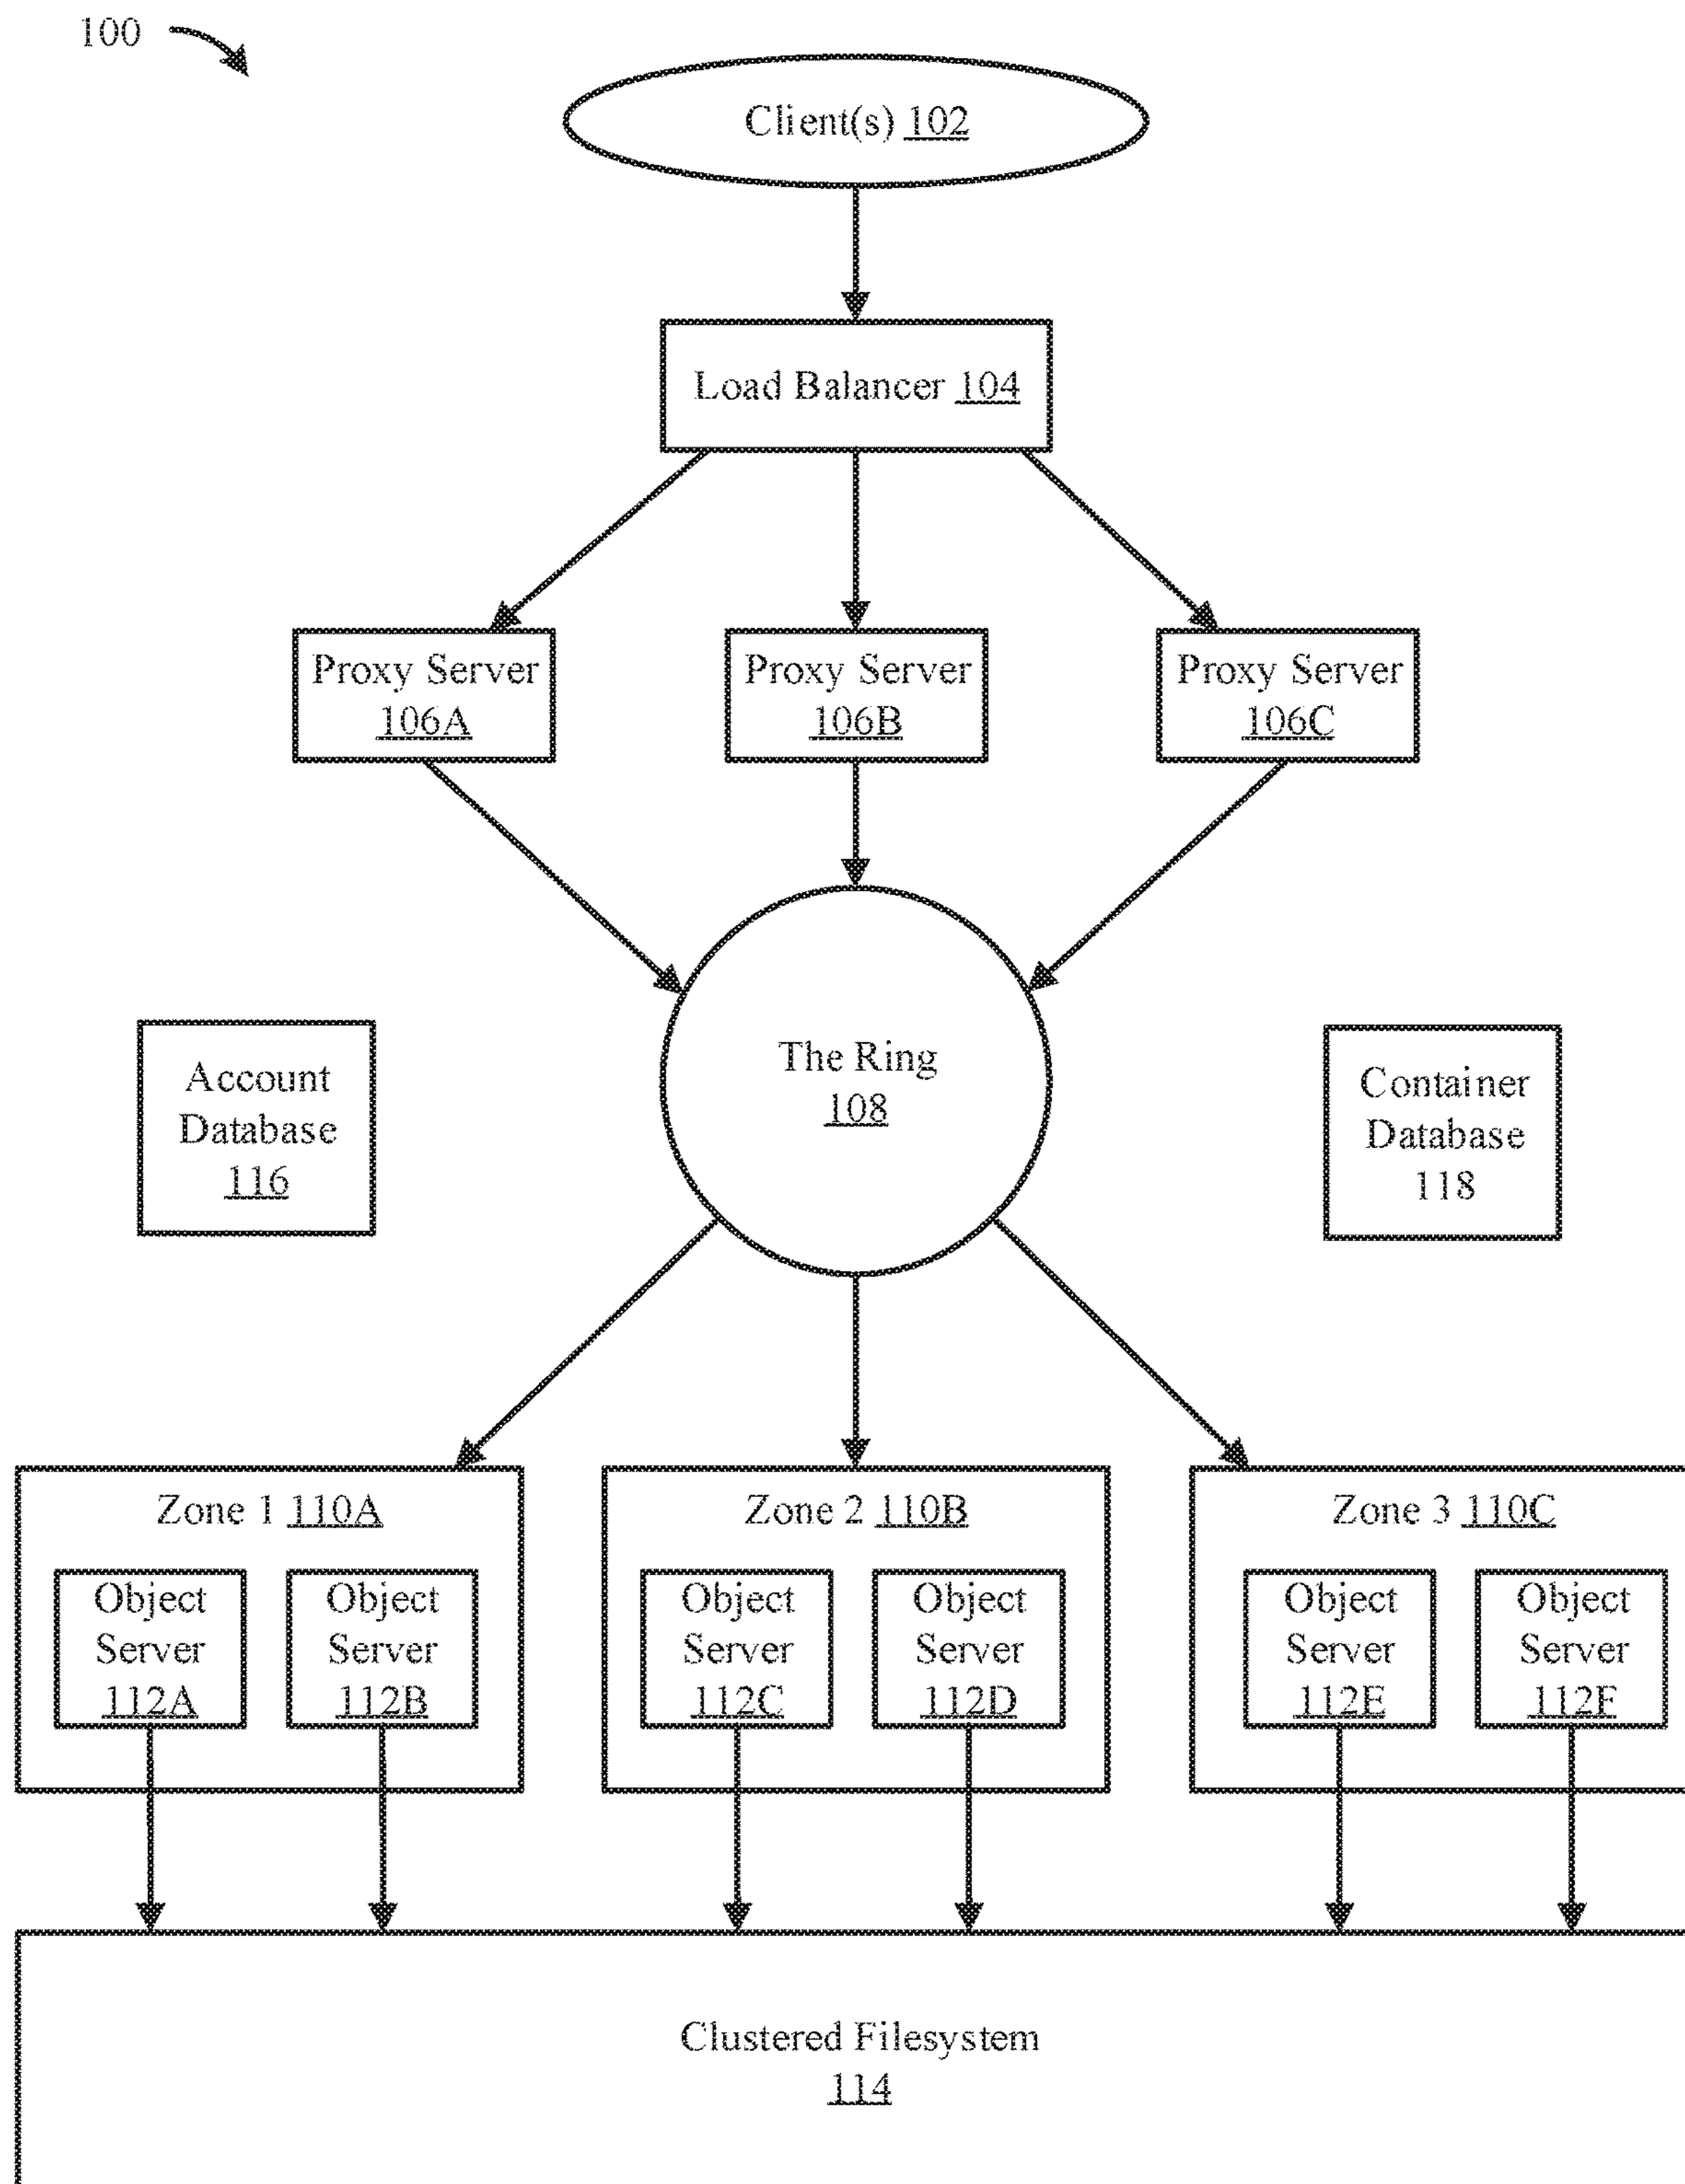 100
Client(s) 102
Load Balancer 104
Proxy Server
106A
Proxy Server
106B
Proxy Server
106C
The Ring
108
Account
Database
116
Container
Database
118
Zone 1 110A
Object
Server
112A
Object
Server
112B
Zone 2 110B
Object
Server
112C
Object
Server
112D
Zone 3 110C
Object
Server
112E
Object
Server
112F
Clustered Filesystem
114